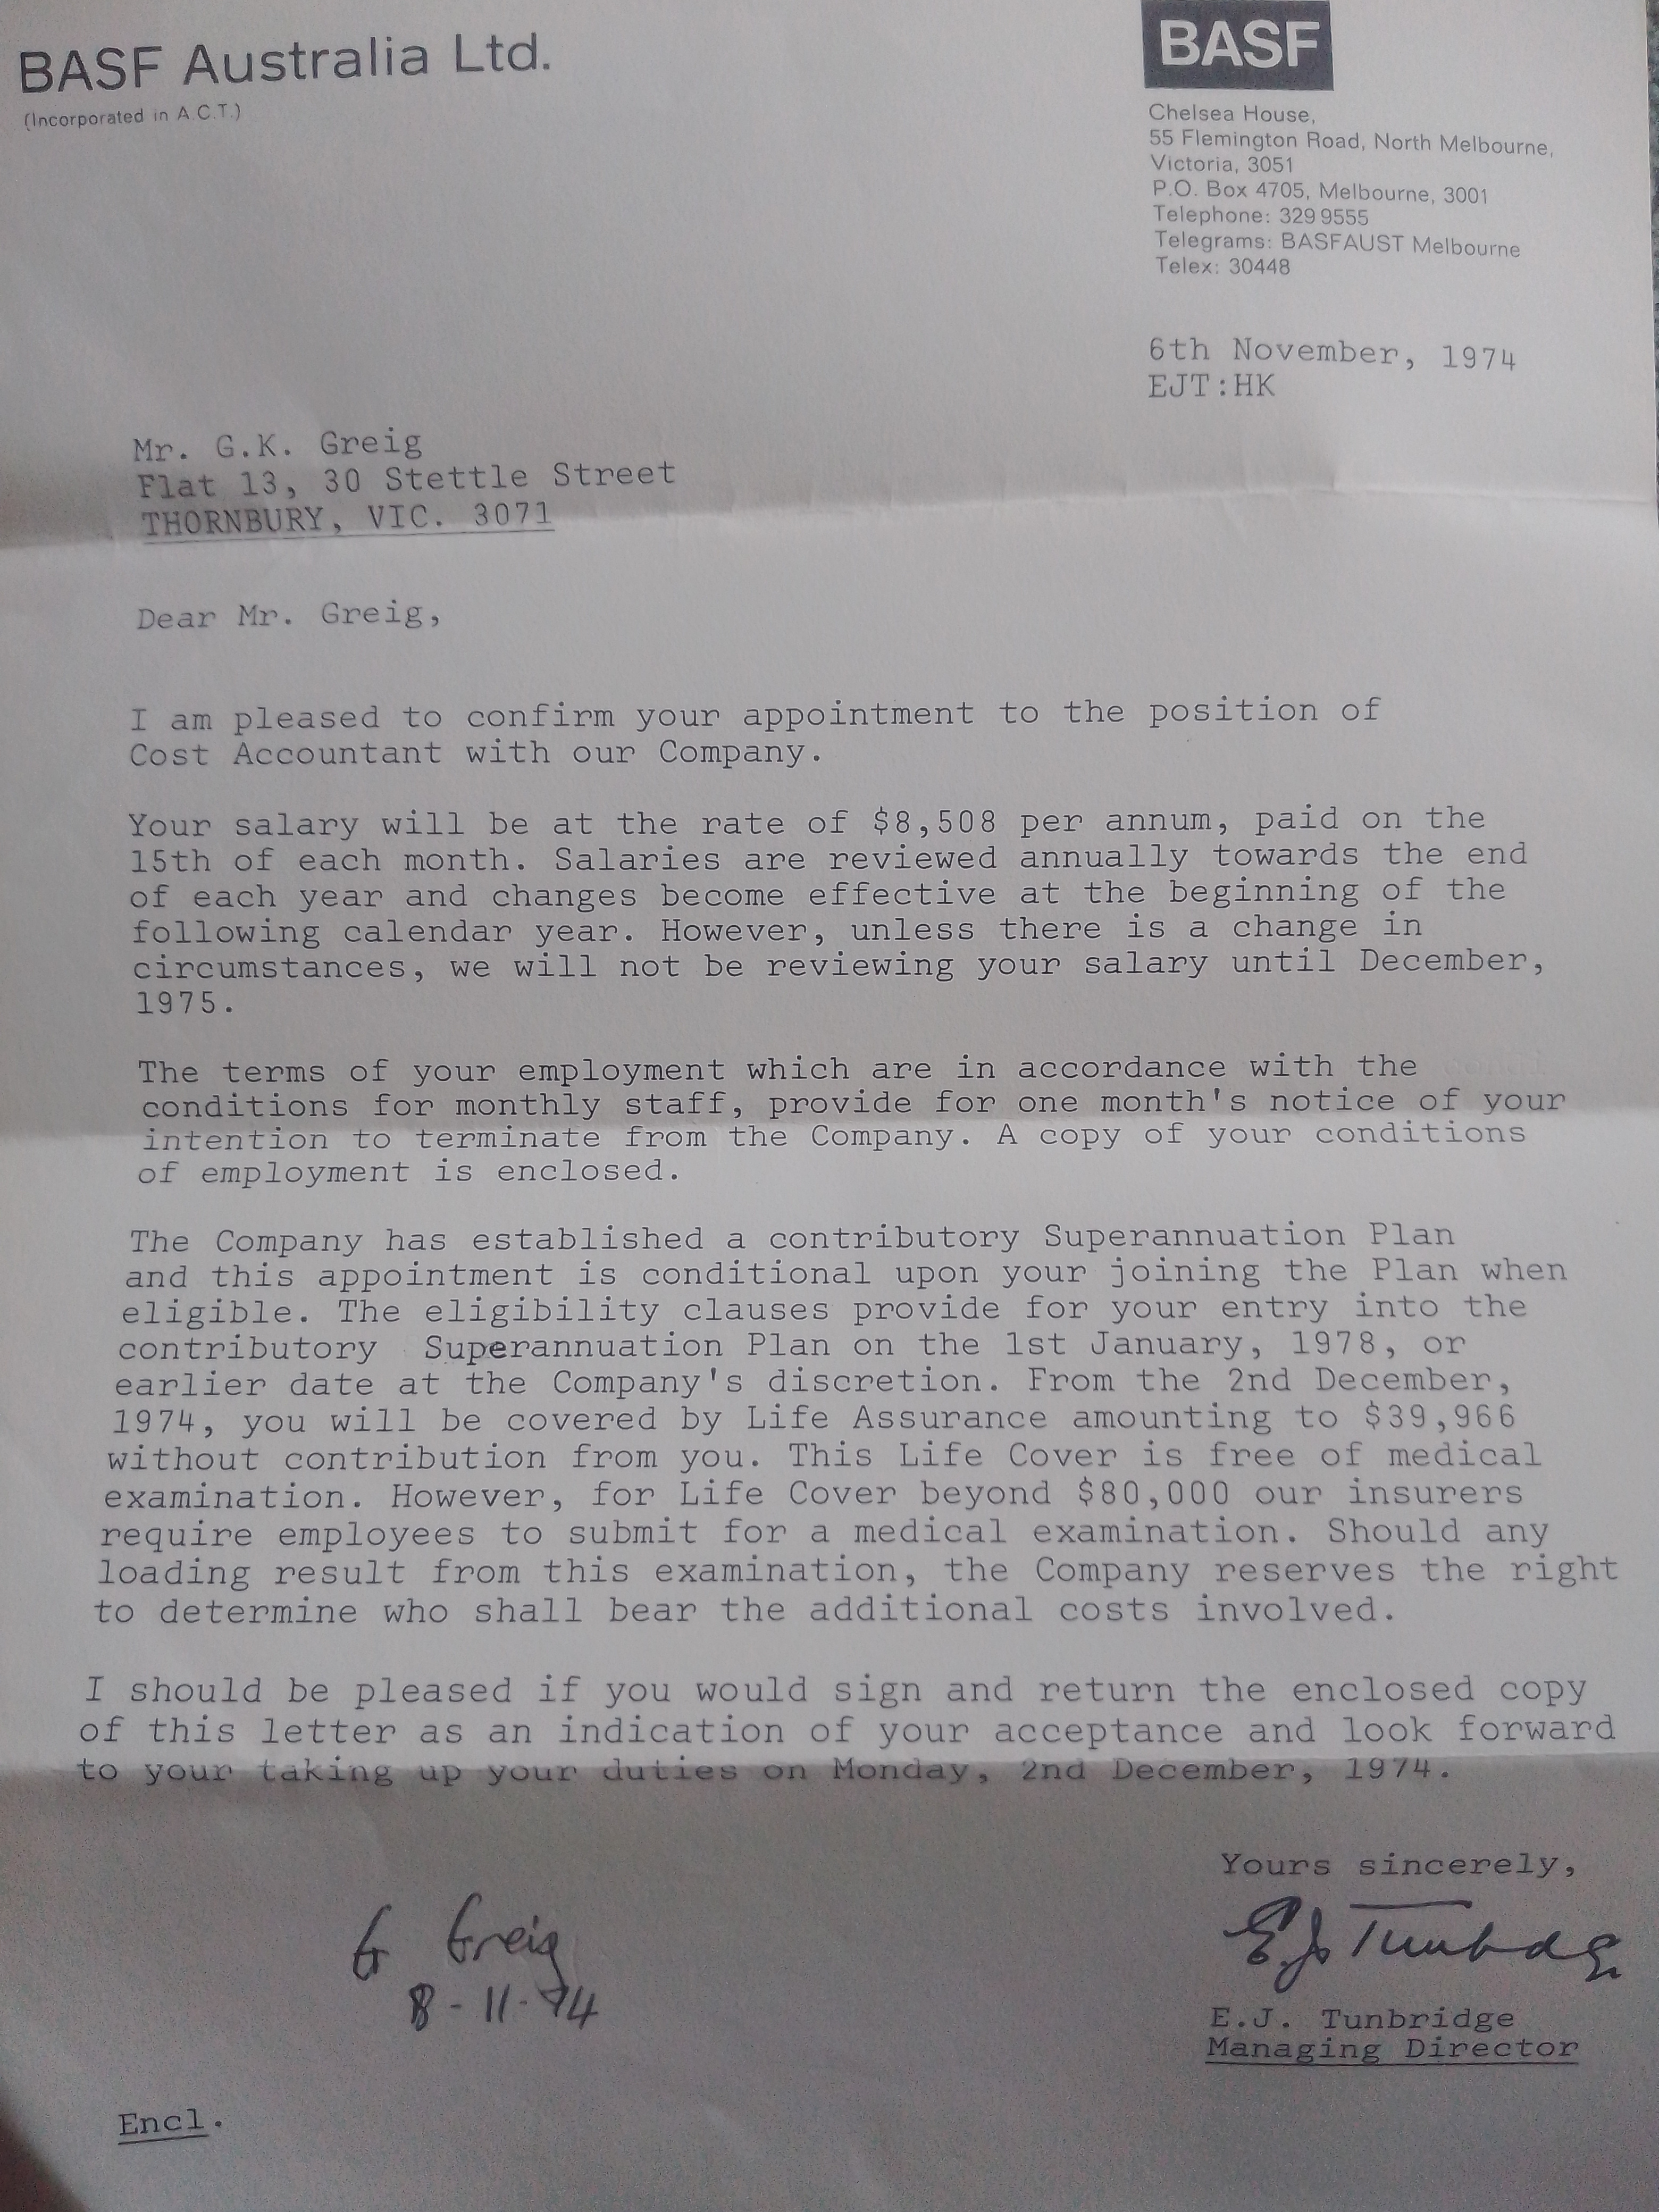 BASF Australia Ltd.
(Incorporated in A.C.T.)
BASF
Chelsea House,
55 Flemington Road, North Melbourne,
Victoria, 3051
P.O. Box 4705, Melbourne, 3001
Telephone: 329 9555
Telegrams: BASFAUST Melbourne
Telex: 30448
6th November, 1974
EJT:HK
Mr. G.K. Greig
Flat 13, 30 Stettle Street
THORNBURY, VIC. 3071
Dear Mr. Greig,
I am pleased to confirm your appointment to the position of
Cost Accountant with our Company.
Your salary will be at the rate of $8,508 per annum, paid on the
15th of each month. Salaries are reviewed annually towards the end
of each year and changes become effective at the beginning of the
following calendar year. However, unless there is a change in
circumstances, we will not be reviewing your salary until December,
1975.
The terms of your employment which are in accordance with the
conditions for monthly staff, provide for one month's notice of your
intention to terminate from the Company. A copy of your conditions
of employment is enclosed.
The Company has established a contributory Superannuation Plan
and this appointment is conditional upon your joining the Plan when
eligible. The eligibility clauses provide for your entry into the
contributory Superannuation Plan on the 1st January, 1978, or
earlier date at the Company's discretion. From the 2nd December,
1974, you will be covered by Life Assurance amounting to $39,966
without contribution from you. This Life Cover is free of medical
examination. However, for Life Cover beyond $80,000 our insurers
require employees to submit for a medical examination. Should any
loading result from this examination, the Company reserves the right
to determine who shall bear the additional costs involved.
I should be pleased if you would sign and return the enclosed copy
of this letter as an indication of your acceptance and look forward
to your taking up your duties on Monday, 2nd December, 1974.
Yours sincerely,
G Greig
8-11-74
E.J. Tunbridge
E.J. Tunbridge
Managing Director
Encl.